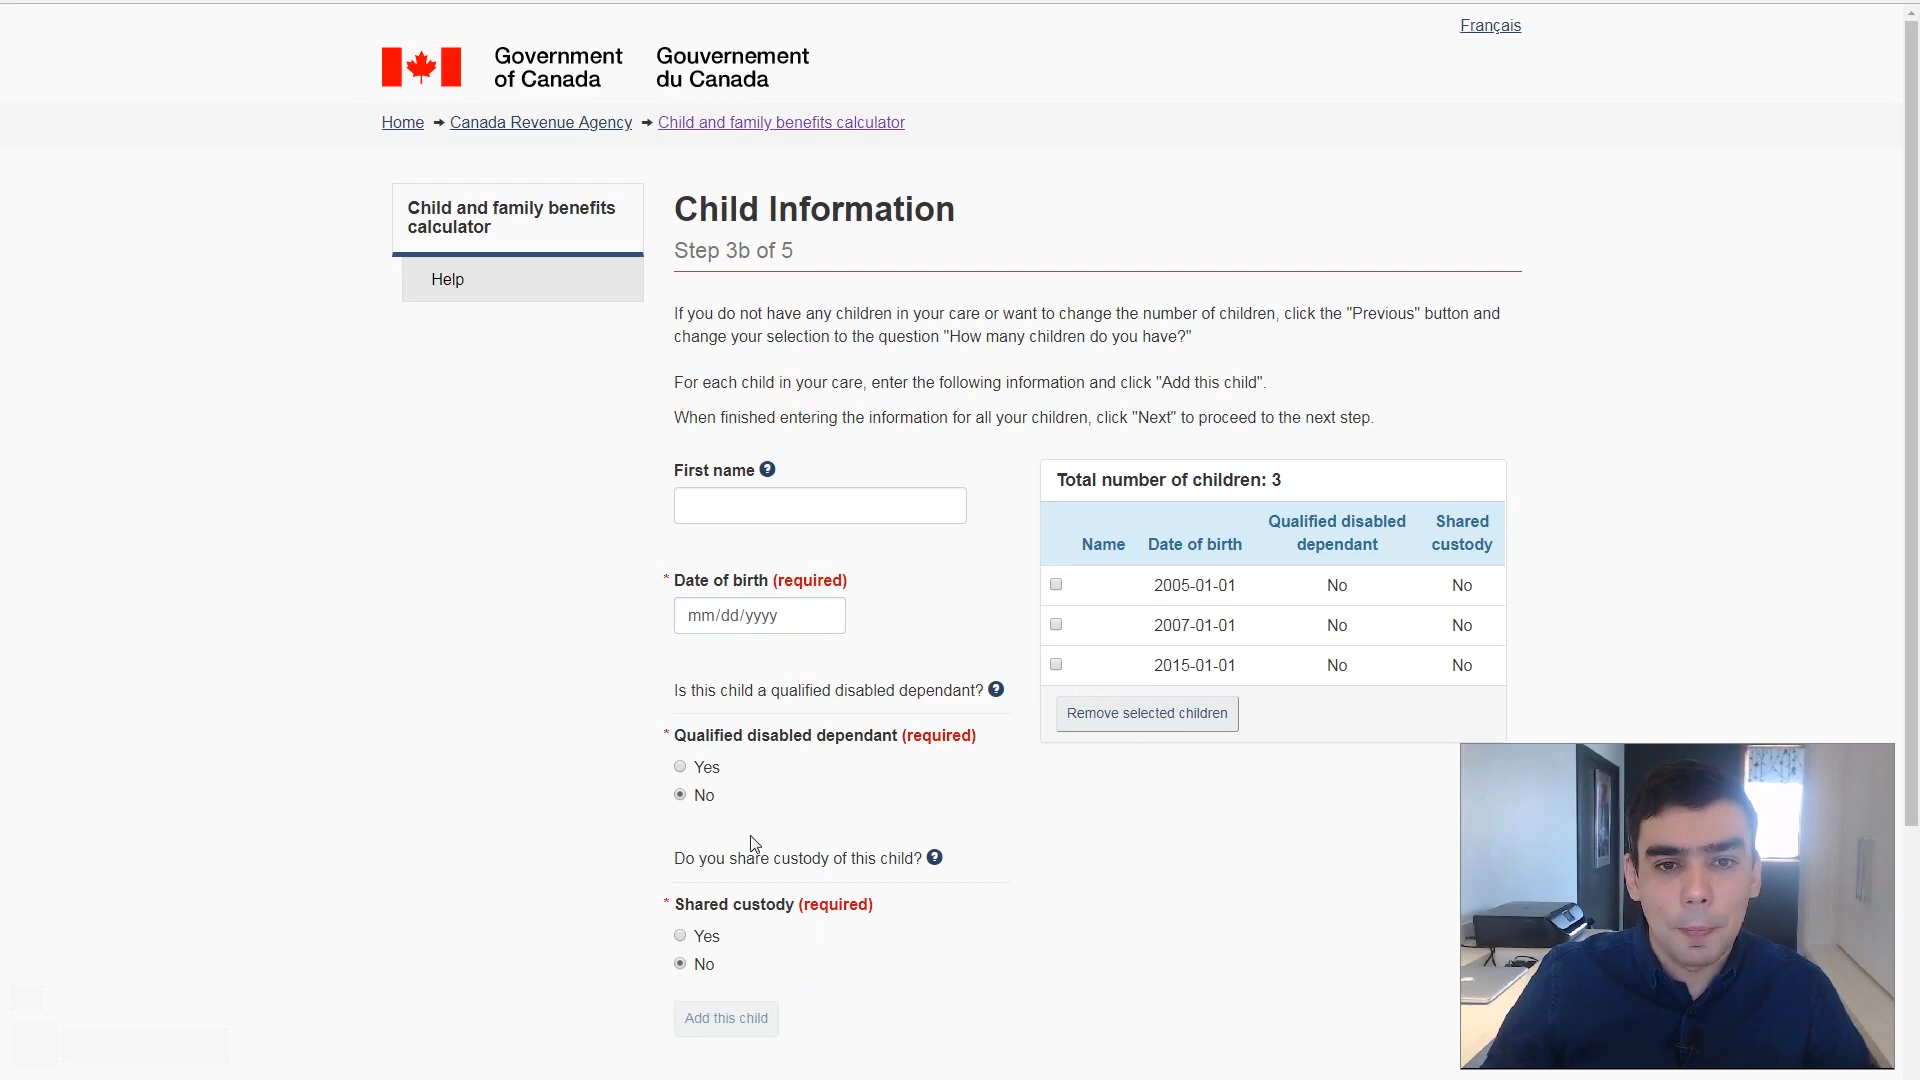 Français
Government of Canada
Gouvernement du Canada
Home
Canada Revenue Agency
Child and family benefits calculator
Child and family benefits
calculator
Help
Child Information
Step 3b of 5
If you do not have any children in your care or want to change the number of children, click the "Previous" button and
change your selection to the question "How many children do you have?"
For each child in your care, enter the following information and click "Add this child".
When finished entering the information for all your children, click "Next" to proceed to the next step.
First name ?
* Date of birth (required)
mm/dd/yyyy
Is this child a qualified disabled dependant? ?
* Qualified disabled dependant (required)
Yes
No
Do you share custody of this child? ?
* Shared custody (required)
Yes
No
Add this child
Total number of children: 3
Name Date of birth Qualified disabled dependant Shared custody
2005-01-01 No No
2007-01-01 No No
2015-01-01 No No
Remove selected children